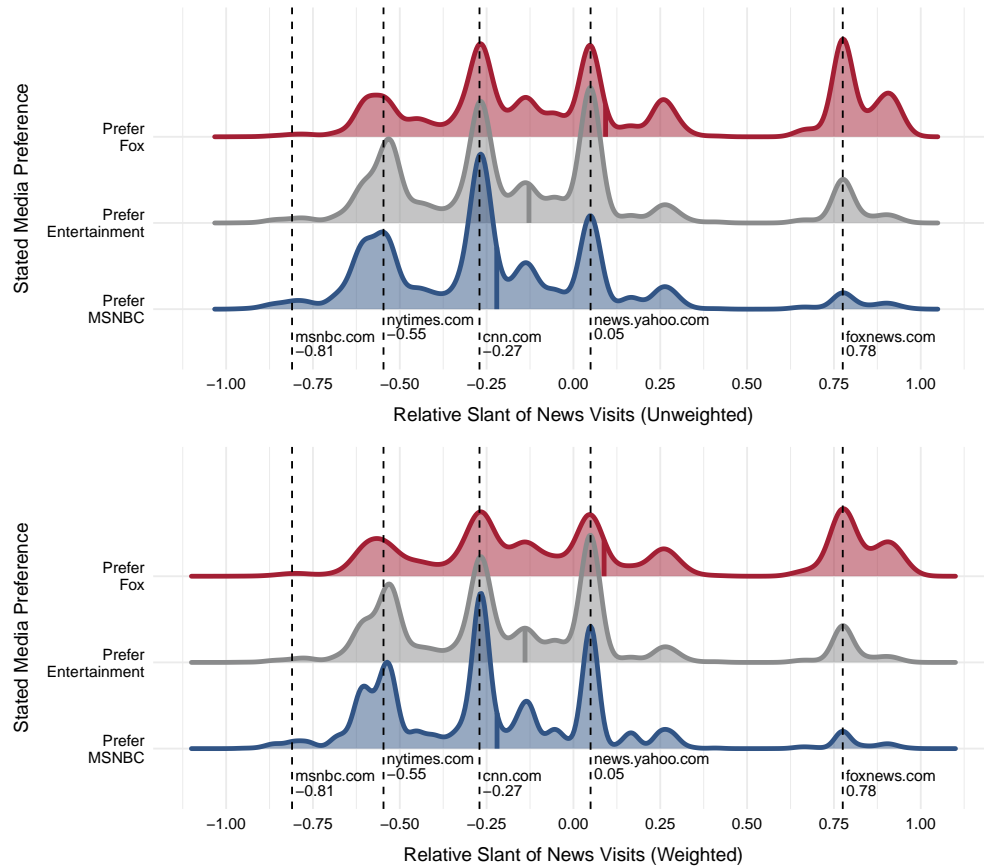 Stated Media Preference
Prefer
Fox
Prefer
Entertainment
Prefer
MSNBC
msnbc.com
−0.81
nytimes.com
−0.55
cnn.com
−0.27
news.yahoo.com
0.05
foxnews.com
0.78
−1.00 −0.75 −0.50 −0.25 0.00 0.25 0.50 0.75 1.00
Relative Slant of News Visits (Unweighted)
Stated Media Preference
Prefer
Fox
Prefer
Entertainment
Prefer
MSNBC
msnbc.com
−0.81
nytimes.com
−0.55
cnn.com
−0.27
news.yahoo.com
0.05
foxnews.com
0.78
−1.00 −0.75 −0.50 −0.25 0.00 0.25 0.50 0.75 1.00
Relative Slant of News Visits (Weighted)